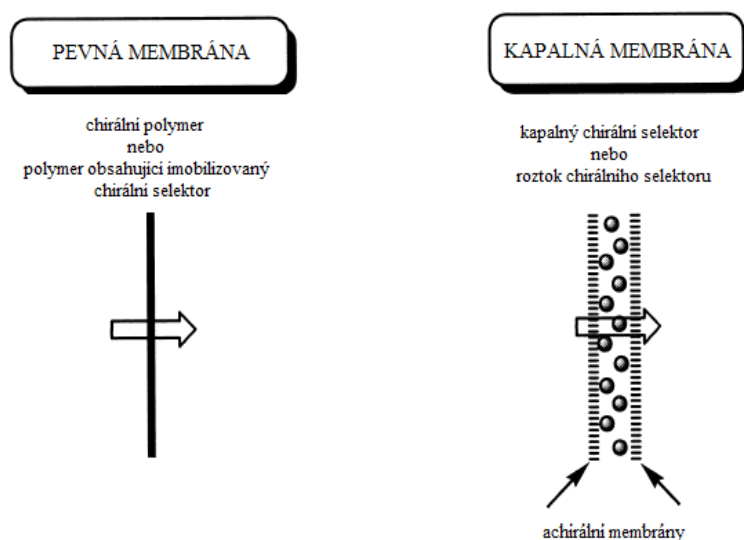 PEVNÁ MEMBRÁNA
chirální polymer
nebo
polymer obsahujici imobilizovaný
chirální selektor
KAPALNÁ MEMBRÁNA
kapalný chirální selektor
nebo
roztok chirálního selektoru
achirální membrány